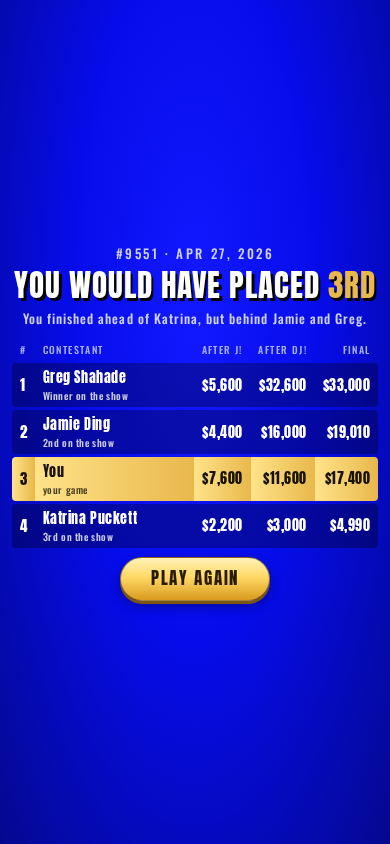 #9551 · APR 27, 2026
YOU WOULD HAVE PLACED 3RD
You finished ahead of Katrina, but behind Jamie and Greg.
# CONTESTANT AFTER J! AFTER DJ! FINAL
1 Greg Shahade $5,600 $32,600 $33,000
Winner on the show
2 Jamie Ding $4,400 $16,000 $19,010
2nd on the show
3 You $7,600 $11,600 $17,400
your game
4 Katrina Puckett $2,200 $3,000 $4,990
3rd on the show
PLAY AGAIN